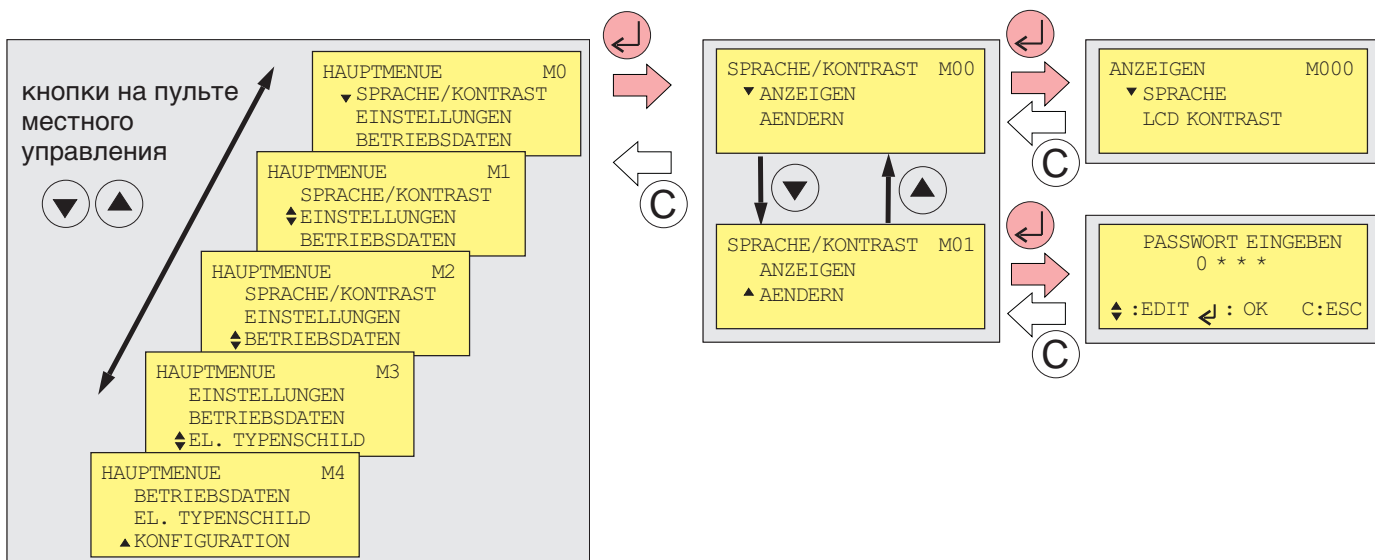 кнопки на пульте
местного
управления
HAUPTMENUE M0
SPRACHE/KONTRAST
EINSTELLUNGEN
BETRIEBSDATEN
HAUPTMENUE M1
SPRACHE/KONTRAST
EINSTELLUNGEN
BETRIEBSDATEN
HAUPTMENUE M2
SPRACHE/KONTRAST
EINSTELLUNGEN
BETRIEBSDATEN
HAUPTMENUE M3
EINSTELLUNGEN
BETRIEBSDATEN
EL. TYPENSCHILD
HAUPTMENUE M4
BETRIEBSDATEN
EL. TYPENSCHILD
KONFIGURATION
C
SPRACHE/KONTRAST M00
ANZEIGEN
AENDERN
SPRACHE/KONTRAST M01
ANZEIGEN
AENDERN
C
ANZEIGEN M000
SPRACHE
LCD KONTRAST
C
PASSWORT EINGEBEN
0 * * *
:EDIT : OK C:ESC